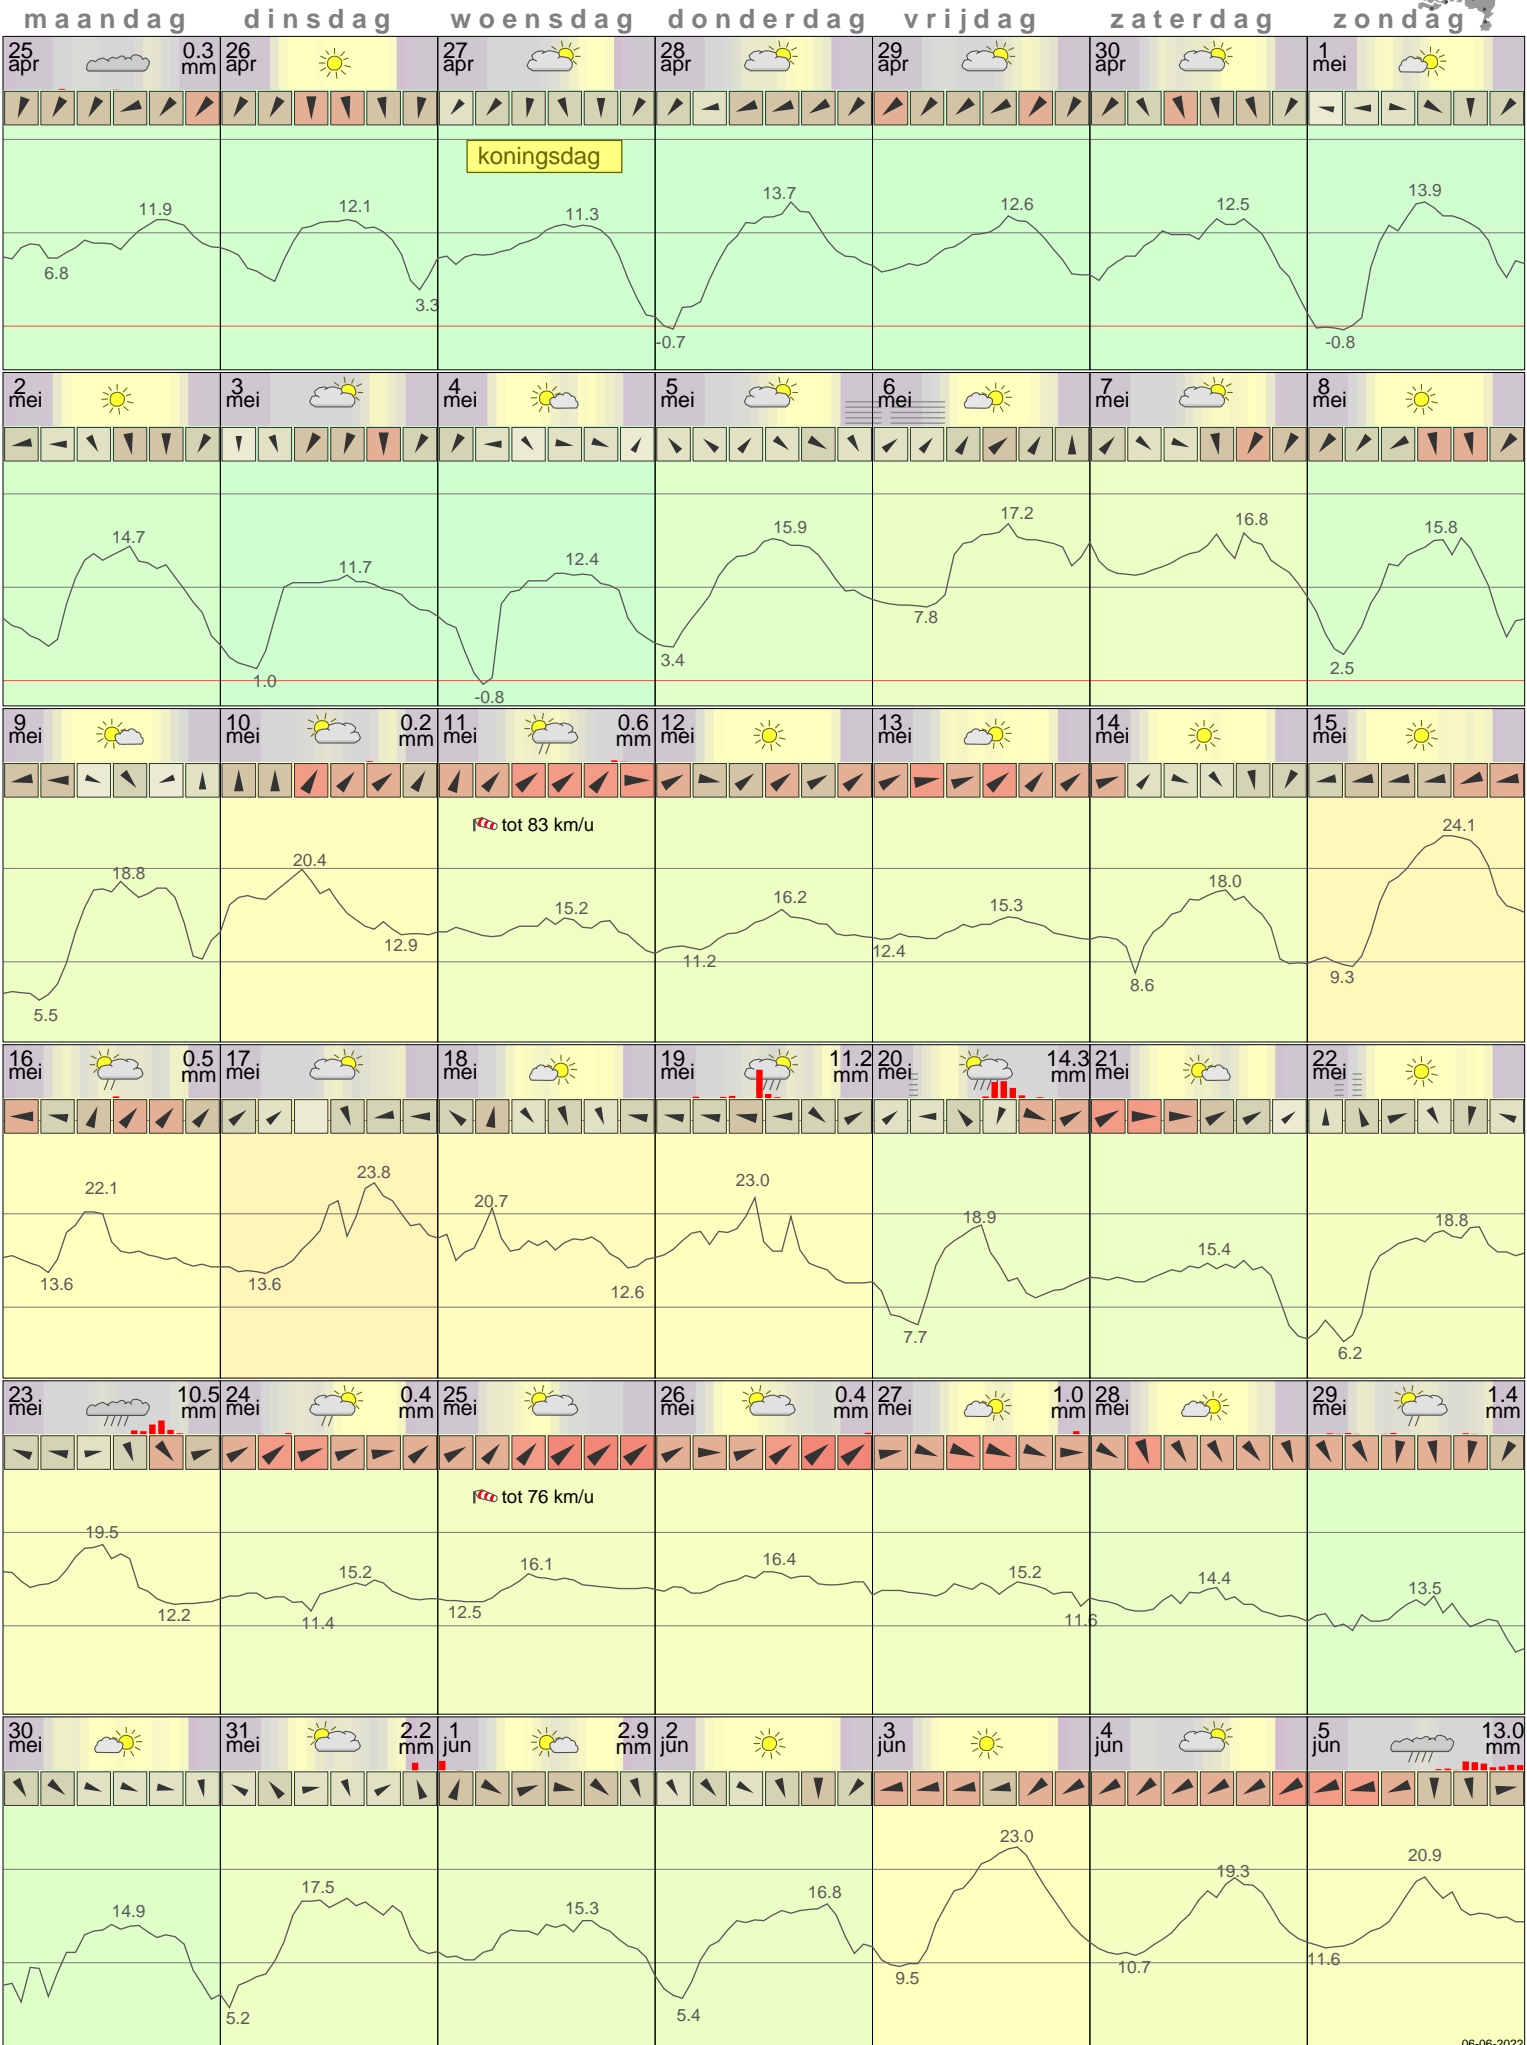 maandag dinsdag woensdag donderdag vrijdag zaterdag zondag
25 apr 0.3 mm 26 apr 27 apr 28 apr 29 apr 30 apr 1 mei
koningsdag
11.9 12.1 11.3 13.7 12.6 12.5 13.9
6.8 3.3 -0.7 -0.8
2 mei 3 mei 4 mei 5 mei 6 mei 7 mei 8 mei
14.7 11.7 12.4 15.9 17.2 16.8 15.8
1.0 -0.8 3.4 7.8 2.5
9 mei 10 mei 0.2 mm 11 mei 0.6 mm 12 mei 13 mei 14 mei 15 mei
tot 83 km/u
18.8 20.4 15.2 16.2 15.3 18.0 24.1
5.5 12.9 11.2 12.4 8.6 9.3
16 mei 0.5 mm 17 mei 18 mei 19 mei 11.2 mm 20 mei 14.3 mm 21 mei 22 mei
22.1 23.8 20.7 23.0 18.9 15.4 18.8
13.6 13.6 12.6 7.7 6.2
23 mei 10.5 mm 24 mei 0.4 mm 25 mei 26 mei 0.4 mm 27 mei 1.0 mm 28 mei 29 mei 1.4 mm
tot 76 km/u
19.5 15.2 16.1 16.4 15.2 14.4 13.5
12.2 11.4 12.5 11.6
30 mei 31 mei 2.2 mm 1 jun 2.9 mm 2 jun 3 jun 4 jun 5 jun 13.0 mm
14.9 17.5 15.3 16.8 23.0 19.3 20.9
5.2 5.4 9.5 10.7 11.6
06-06-2022